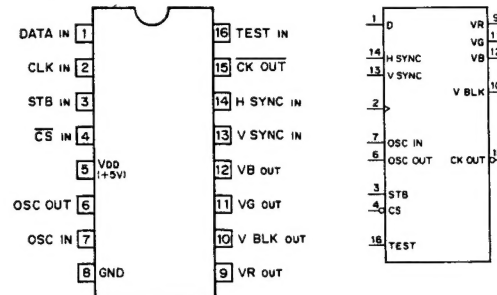 DATA IN 1
CLK IN 2
STB IN 3
C̅S̅ IN 4
5 VDD (+5V)
OSC OUT 6
OSC IN 7
8 GND
16 TEST IN
15 C̅K̅ O̅U̅T̅
14 H SYNC IN
13 V SYNC IN
12 VB OUT
11 VG OUT
10 V BLK OUT
9 VR OUT
1 D
14 H SYNC
13 V SYNC
2
7 OSC IN
6 OSC OUT
3 STB
4 CS
16 TEST
VR 9
VG
VB 12
V BLK 10
CK OUT